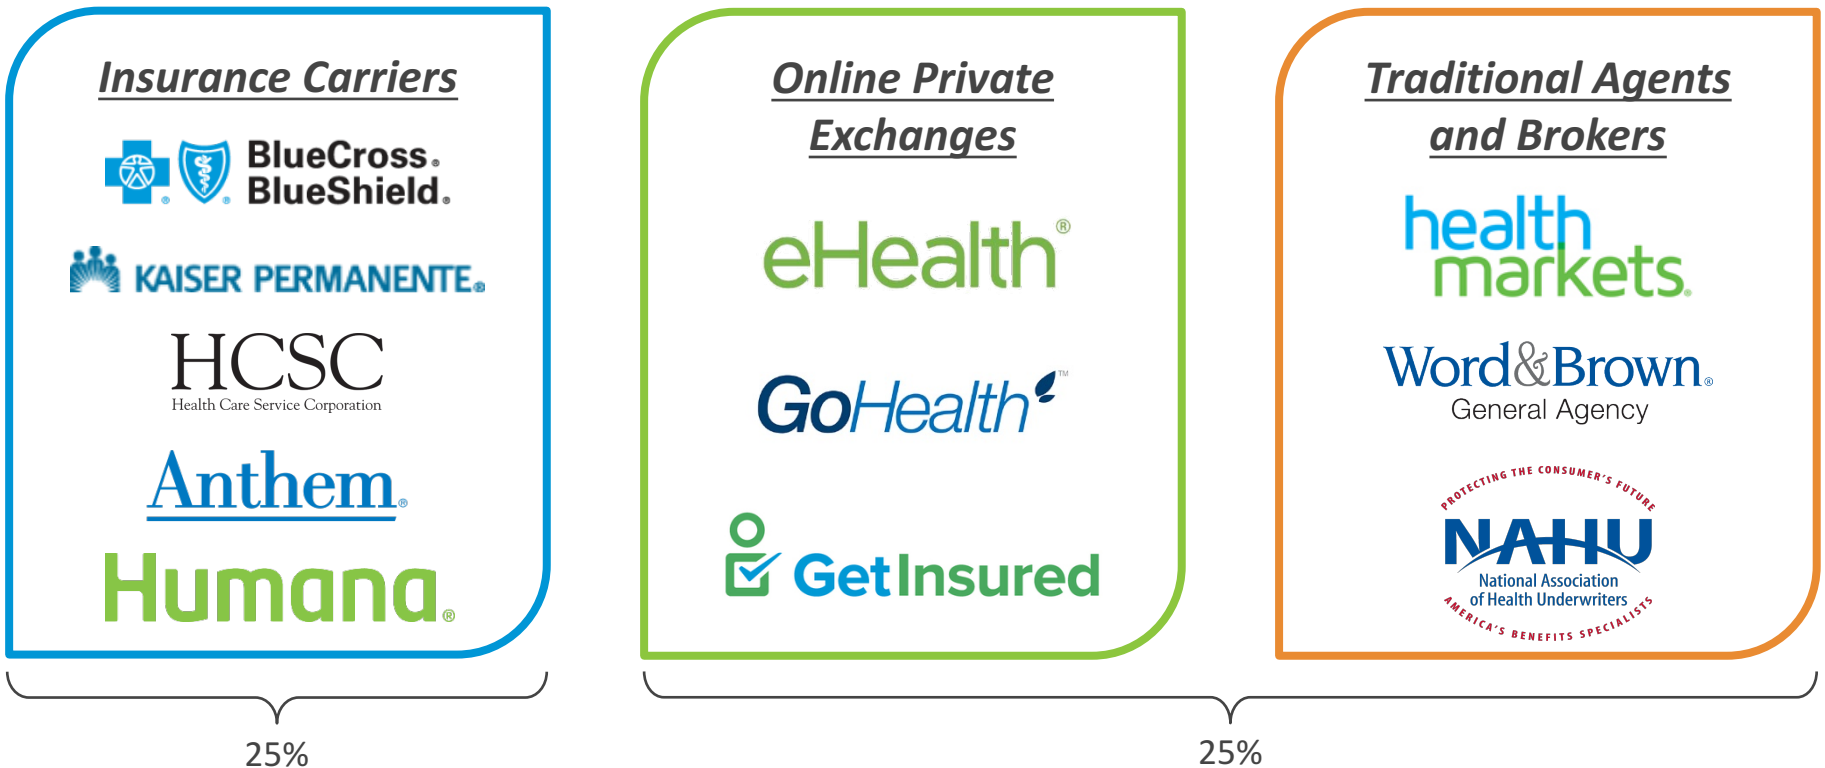 Insurance Carriers
BlueCross®
BlueShield®
KAISER PERMANENTE®
HCSC
Health Care Service Corporation
Anthem®
Humana®
25%
Online Private
Exchanges
eHealth®
GoHealth™
GetInsured
Traditional Agents
and Brokers
health
markets®
Word&Brown®
General Agency
PROTECTING THE CONSUMER'S FUTURE
NAHU
National Association
of Health Underwriters
AMERICA'S BENEFITS SPECIALISTS
25%